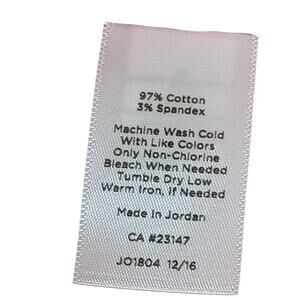 97% Cotton
3% Spandex
Machine Wash Cold
With Like Colors
Only Non-Chlorine
Bleach When Needed
Tumble Dry Low
Warm Iron, if Needed
Made in Jordan
CA #23147
JO1804 12/16